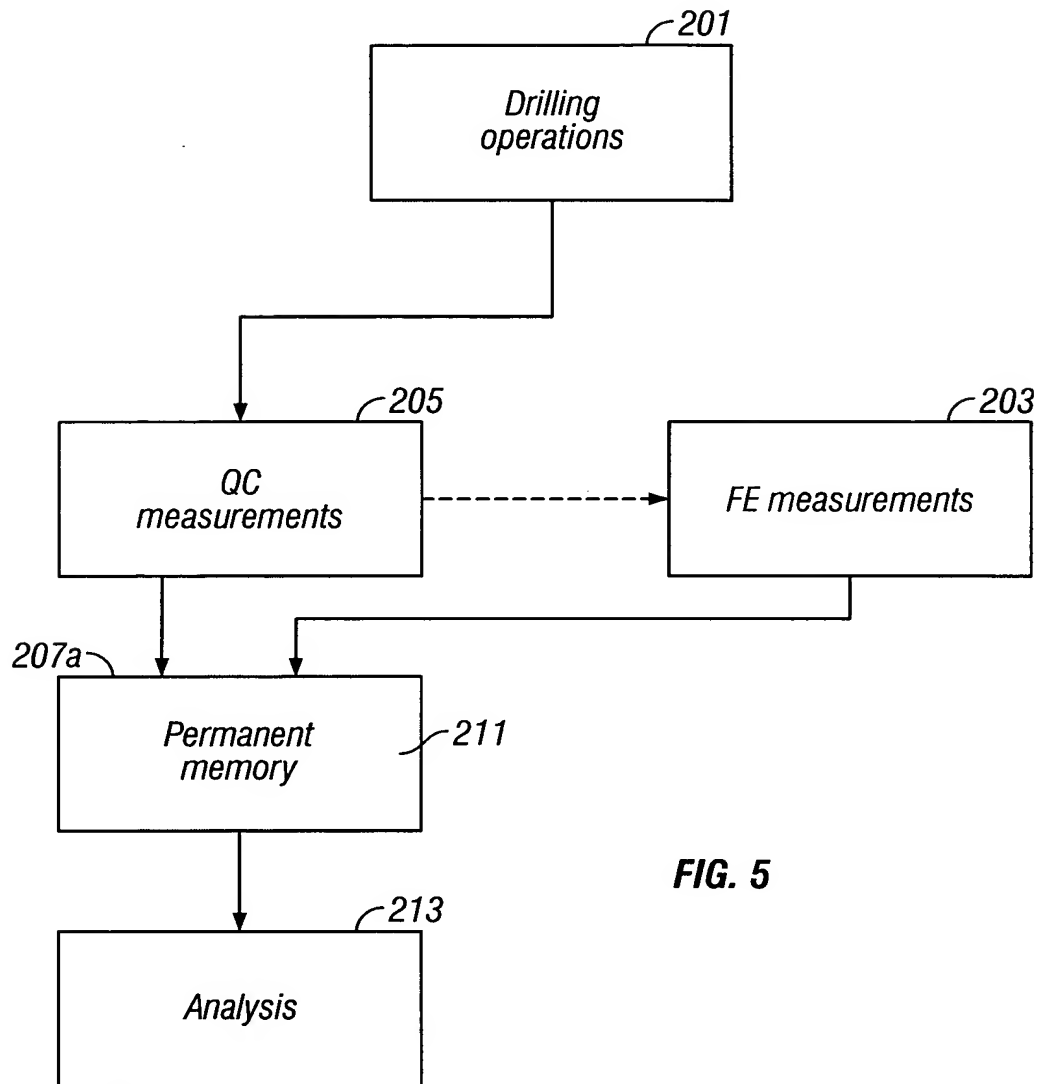 201
Drilling
operations
205
QC
measurements
203
FE measurements
207a
Permanent
memory
211
FIG. 5
213
Analysis